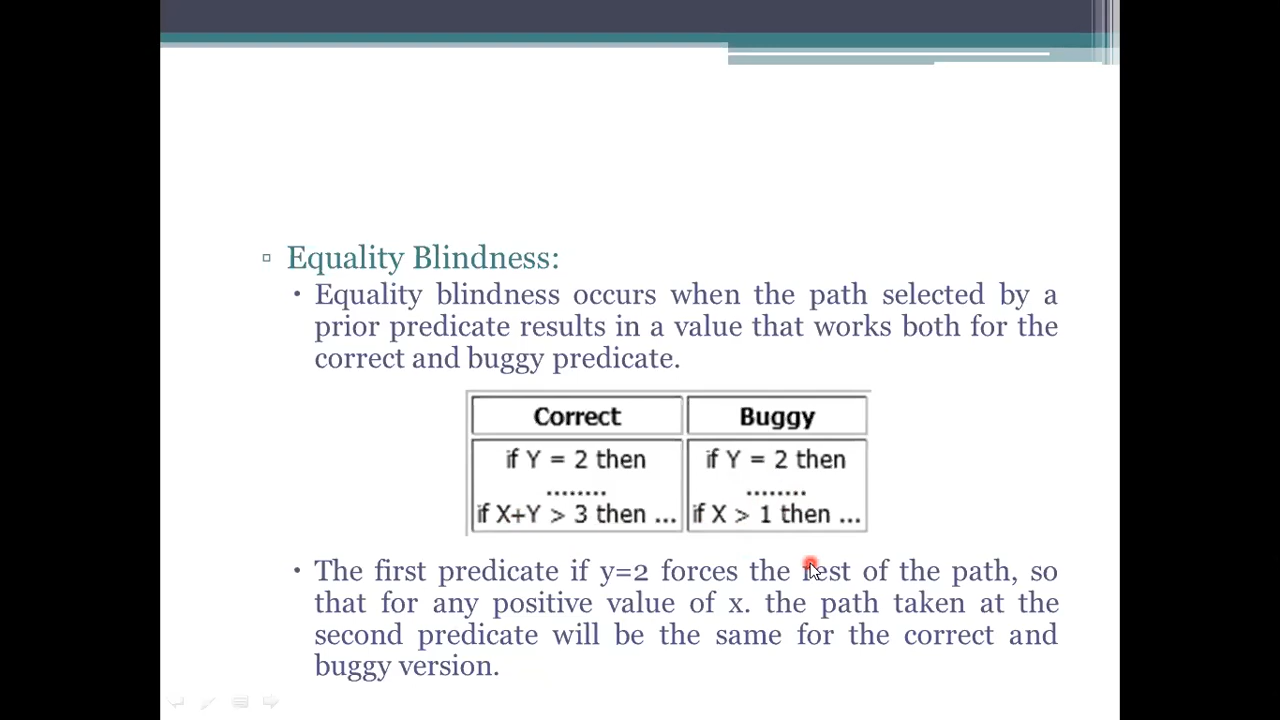 Equality Blindness:
Equality blindness occurs when the path selected by a
prior predicate results in a value that works both for the
correct and buggy predicate.
Correct Buggy
if Y = 2 then if Y = 2 then
........ ........
if X+Y > 3 then ... if X > 1 then ...
The first predicate if y=2 forces the rest of the path, so
that for any positive value of x. the path taken at the
second predicate will be the same for the correct and
buggy version.